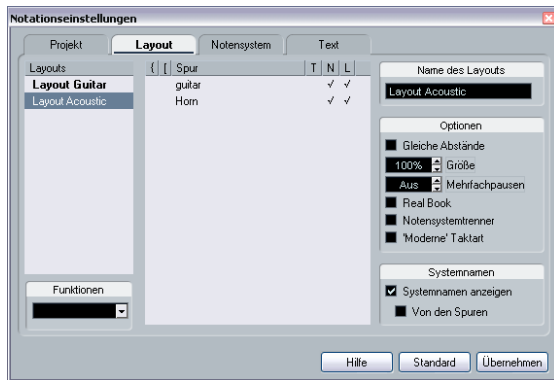 Notationseinstellungen
Projekt Layout Notensystem Text
Layouts
Layout Guitar
Layout Acoustic
{ [ Spur T N L
guitar √ √
Horn √ √
Name des Layouts
Layout Acoustic
Optionen
Gleiche Abstände
100% Größe
Aus Mehrfachpausen
Real Book
Notensystemtrenner
'Moderne' Taktart
Systemnamen
Systemnamen anzeigen
Von den Spuren
Funktionen
Hilfe Standard Übernehmen